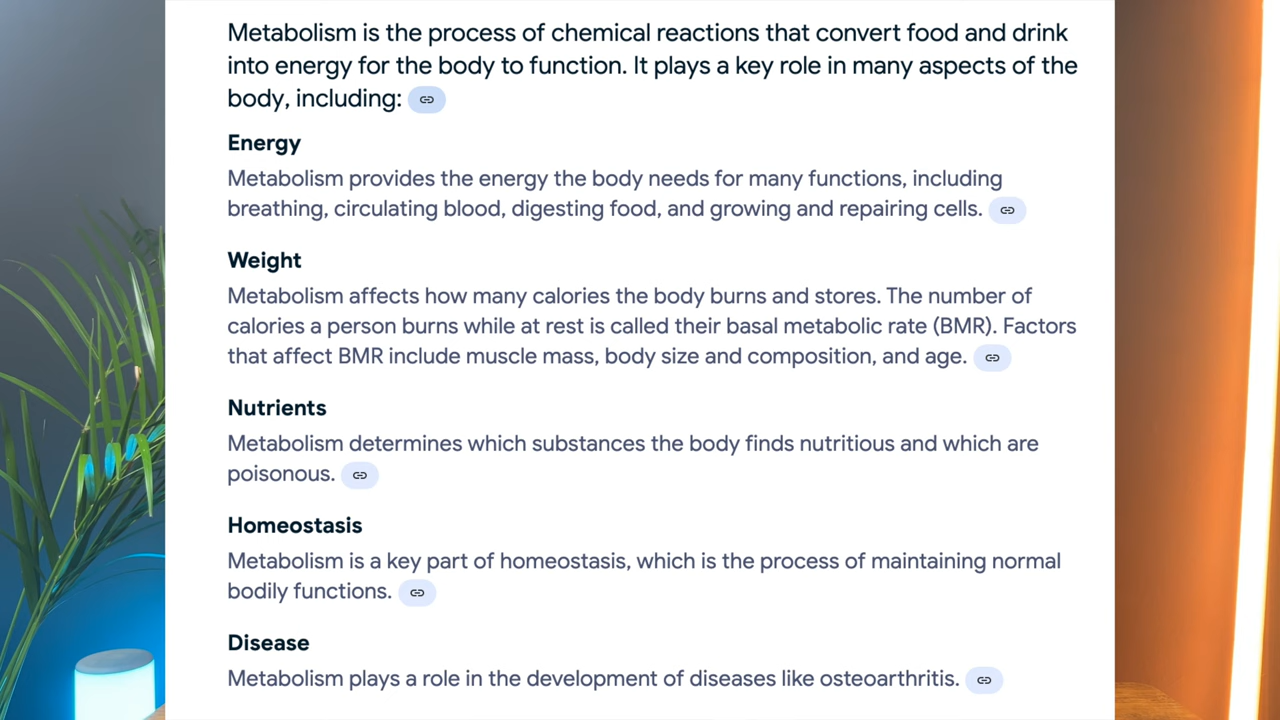 Metabolism is the process of chemical reactions that convert food and drink
into energy for the body to function. It plays a key role in many aspects of the
body, including:
Energy
Metabolism provides the energy the body needs for many functions, including
breathing, circulating blood, digesting food, and growing and repairing cells.
Weight
Metabolism affects how many calories the body burns and stores. The number of
calories a person burns while at rest is called their basal metabolic rate (BMR). Factors
that affect BMR include muscle mass, body size and composition, and age.
Nutrients
Metabolism determines which substances the body finds nutritious and which are
poisonous.
Homeostasis
Metabolism is a key part of homeostasis, which is the process of maintaining normal
bodily functions.
Disease
Metabolism plays a role in the development of diseases like osteoarthritis.